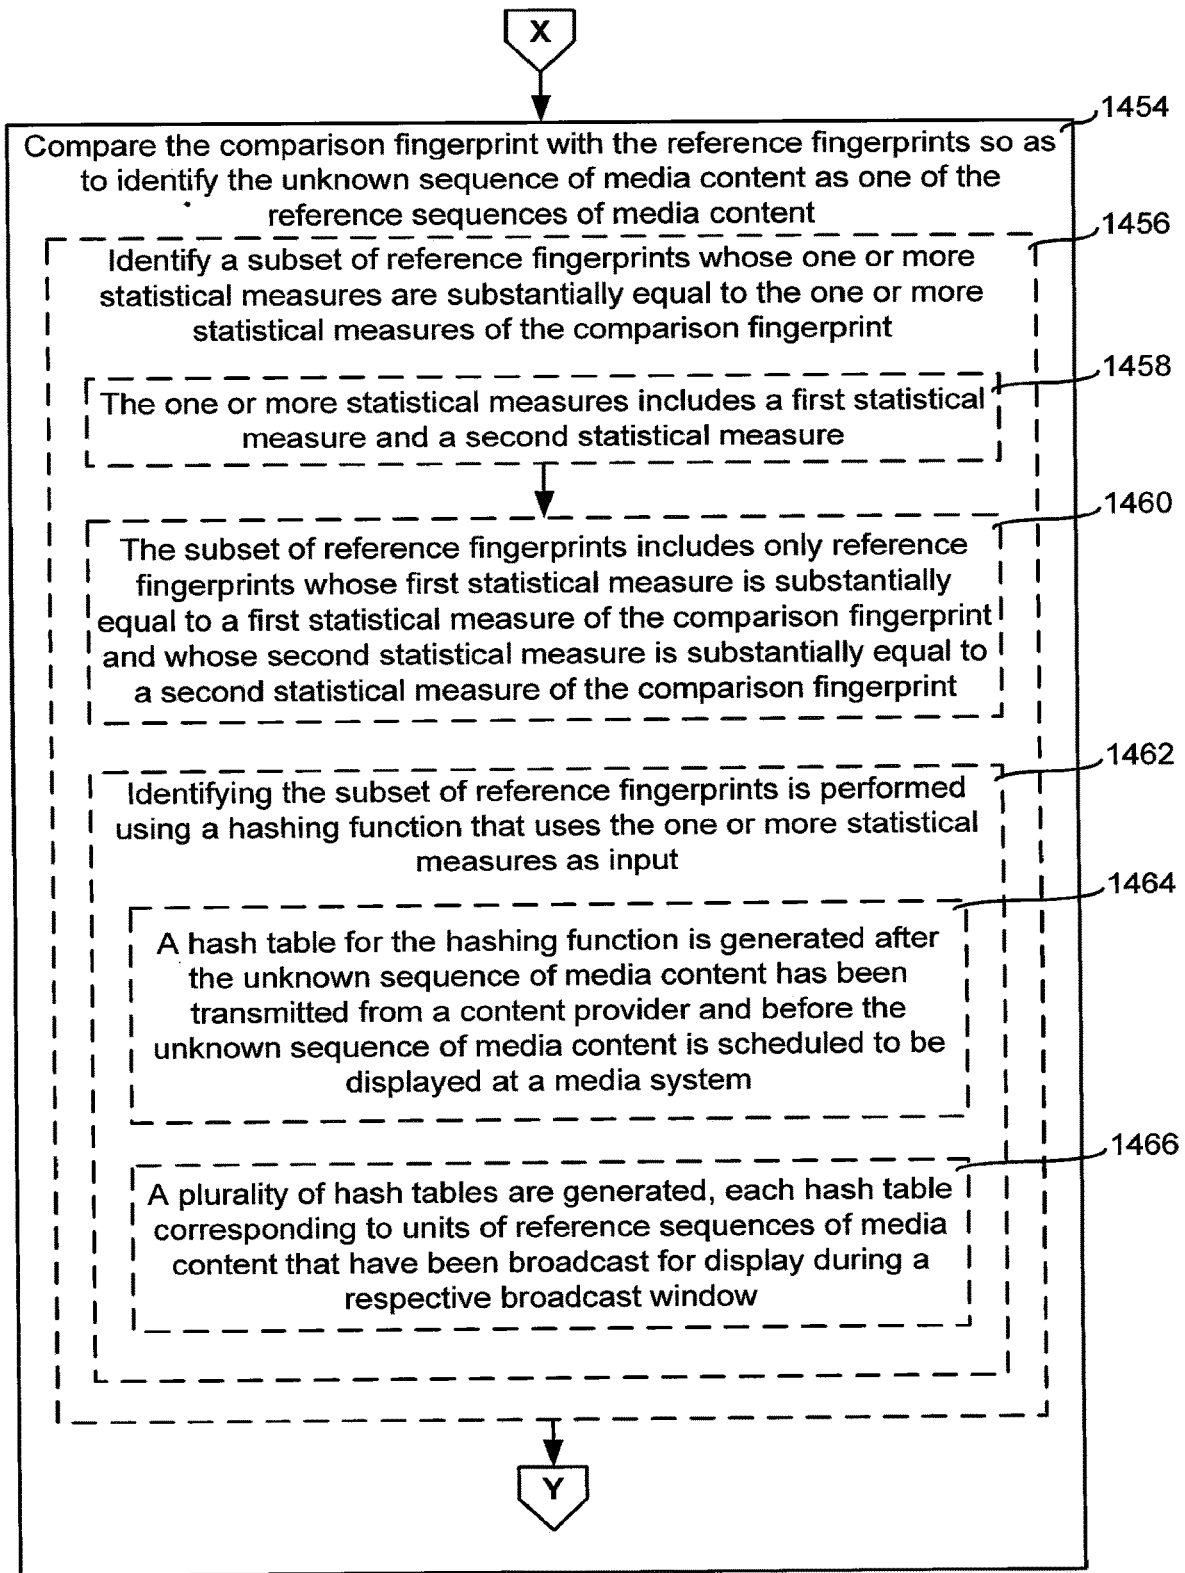 X
1454
Compare the comparison fingerprint with the reference fingerprints so as
to identify the unknown sequence of media content as one of the
reference sequences of media content
1456
Identify a subset of reference fingerprints whose one or more
statistical measures are substantially equal to the one or more
statistical measures of the comparison fingerprint
1458
The one or more statistical measures includes a first statistical
measure and a second statistical measure
1460
The subset of reference fingerprints includes only reference
fingerprints whose first statistical measure is substantially
equal to a first statistical measure of the comparison fingerprint
and whose second statistical measure is substantially equal to
a second statistical measure of the comparison fingerprint
1462
Identifying the subset of reference fingerprints is performed
using a hashing function that uses the one or more statistical
measures as input
1464
A hash table for the hashing function is generated after
the unknown sequence of media content has been
transmitted from a content provider and before the
unknown sequence of media content is scheduled to be
displayed at a media system
1466
A plurality of hash tables are generated, each hash table
corresponding to units of reference sequences of media
content that have been broadcast for display during a
respective broadcast window
Y